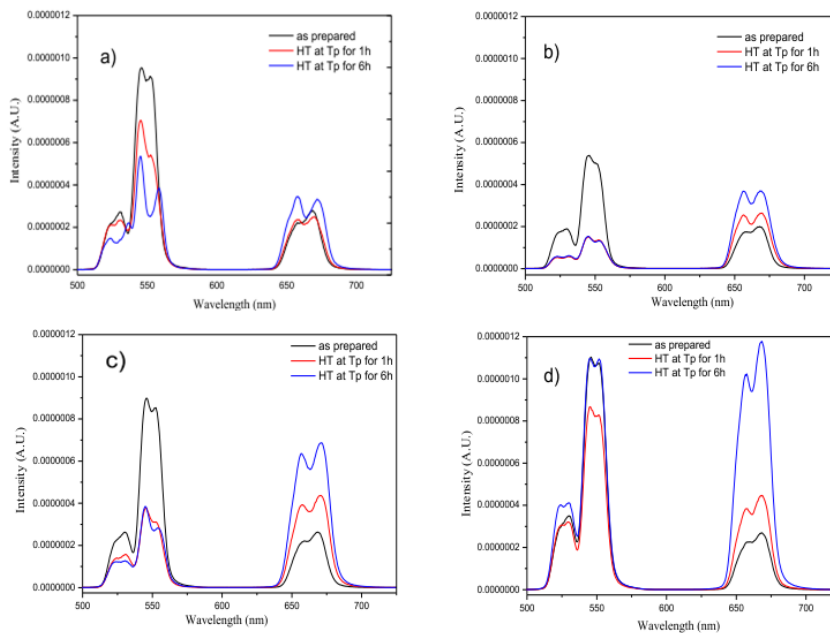 a)
as prepared
HT at Tp for 1h
HT at Tp for 6h
Intensity (A.U.)
0.0000012
0.0000010
0.0000008
0.0000006
0.0000004
0.0000002
0.0000000
500 550 600 650 700
Wavelength (nm)
b)
as prepared
HT at Tp for 1h
HT at Tp for 6h
Intensity (A.U.)
0.0000012
0.0000010
0.0000008
0.0000006
0.0000004
0.0000002
0.0000000
500 550 600 650 700
Wavelength (nm)
c)
as prepared
HT at Tp for 1h
HT at Tp for 6h
Intensity (A.U.)
0.0000012
0.0000010
0.0000008
0.0000006
0.0000004
0.0000002
0.0000000
500 550 600 650 700
Wavelength (nm)
d)
as prepared
HT at Tp for 1h
HT at Tp for 6h
Intensity (A.U.)
0.0000012
0.0000010
0.0000008
0.0000006
0.0000004
0.0000002
0.0000000
500 550 600 650 700
Wavelength (nm)